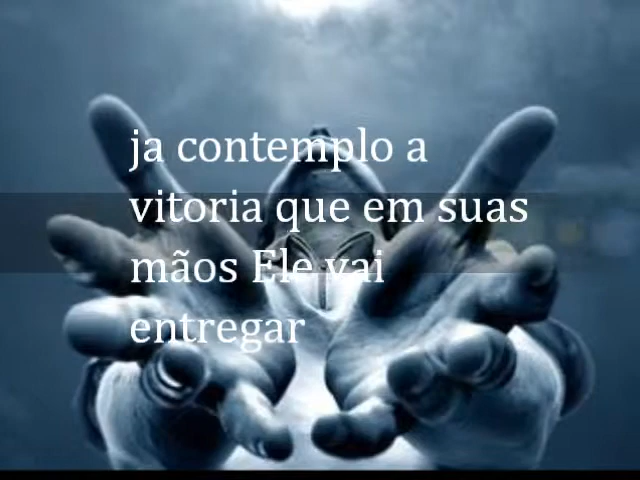 ja contemplo a
vitoria que em suas
mãos Ele vai
entregar